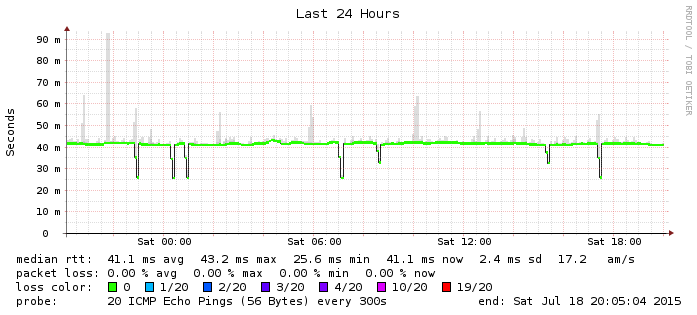 Last 24 Hours
RRDTOOL / TOBI OETIKER
Seconds
90 m
80 m
70 m
60 m
50 m
40 m
30 m
20 m
10 m
0
Sat 00:00 Sat 06:00 Sat 12:00 Sat 18:00
median rtt: 41.1 ms avg 43.2 ms max 25.6 ms min 41.1 ms now 2.4 ms sd 17.2 am/s
packet loss: 0.00 % avg 0.00 % max 0.00 % min 0.00 % now
loss color: 0 1/20 2/20 3/20 4/20 10/20 19/20
probe: 20 ICMP Echo Pings (56 Bytes) every 300s end: Sat Jul 18 20:05:04 2015